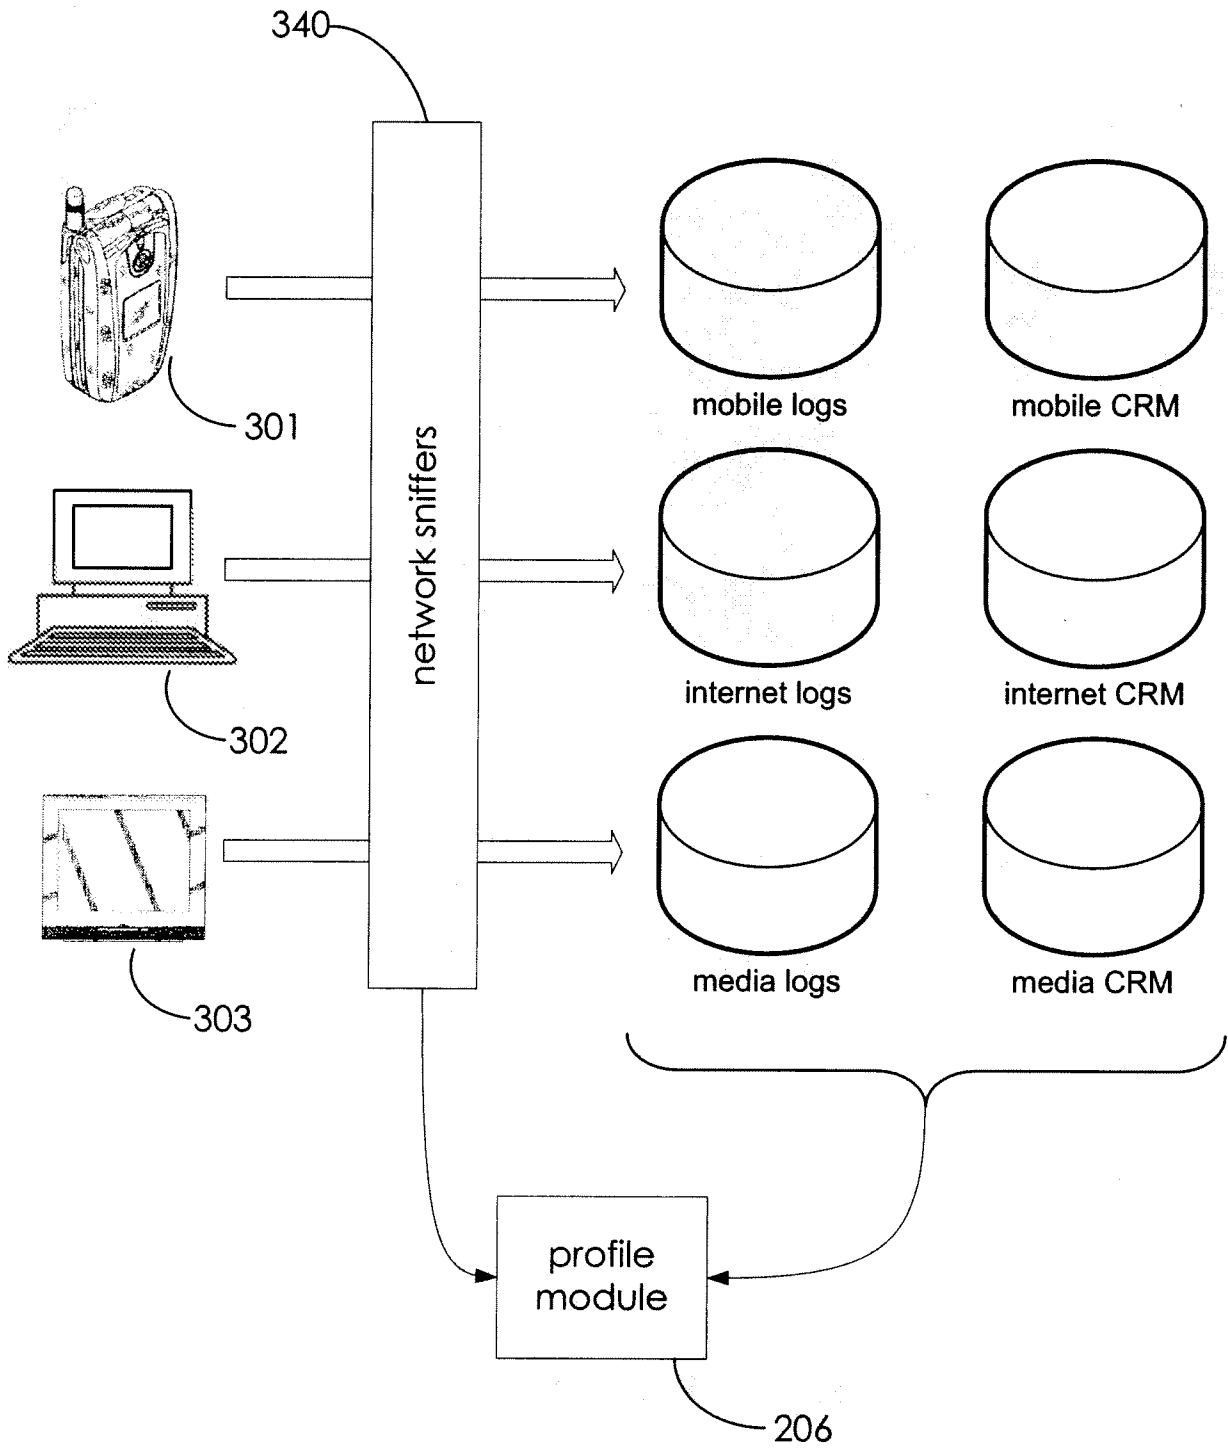 340
301
network sniffers
mobile logs
mobile CRM
302
internet logs
internet CRM
303
media logs
media CRM
profile
module
206